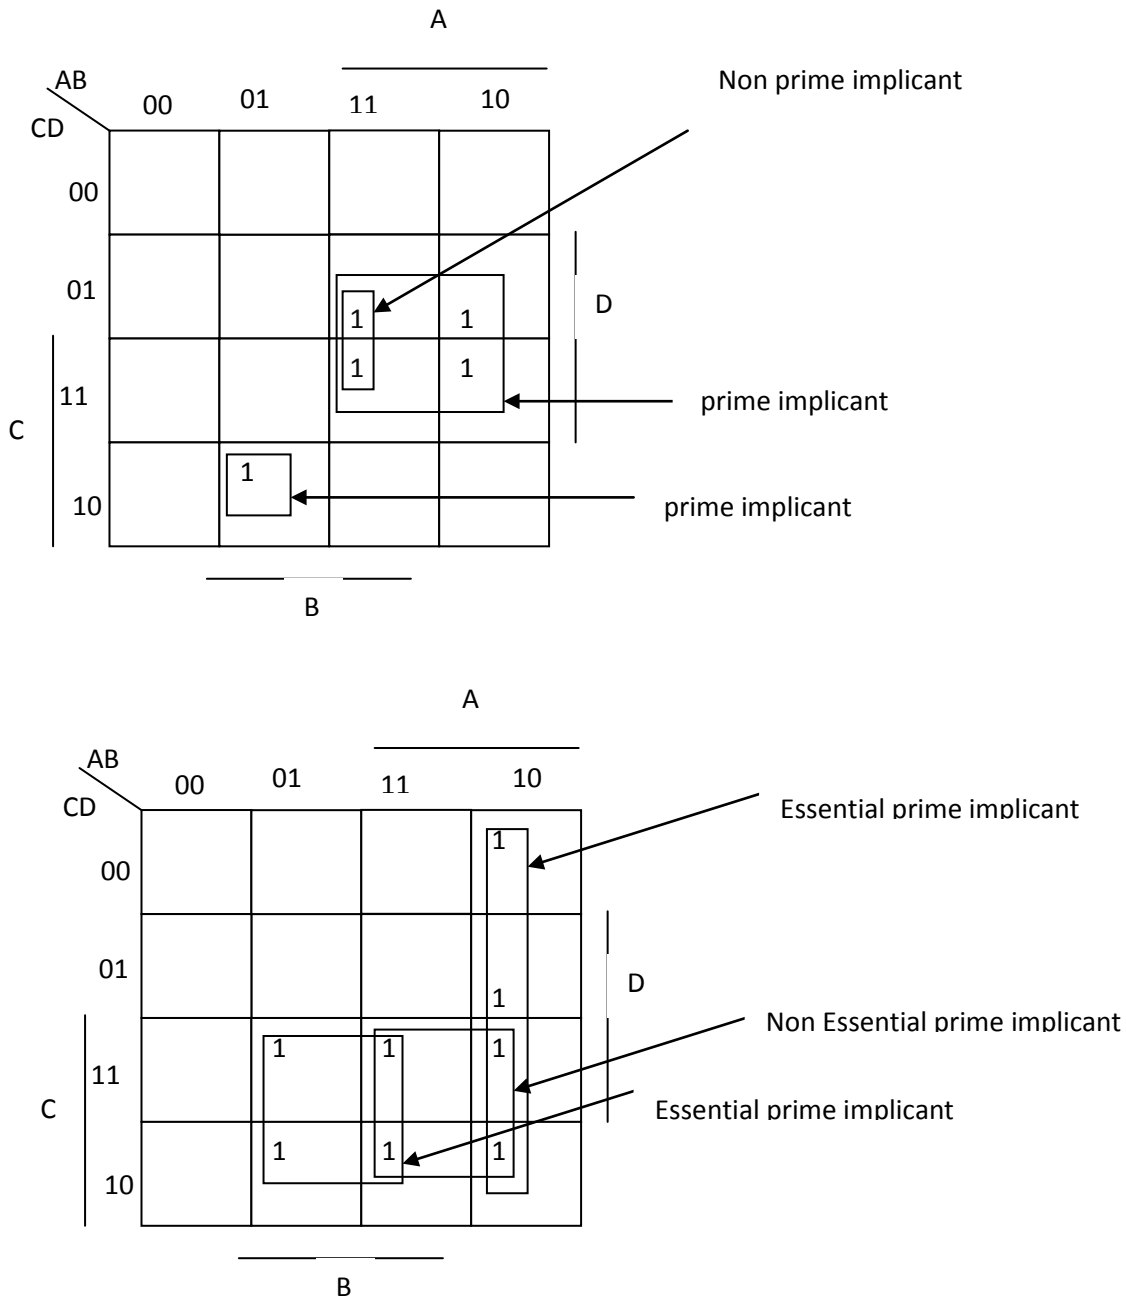 A
Non prime implicant
AB
00 01 11 10
CD
00
01
D
1 1
1 1
11
prime implicant
C
1
10
prime implicant
B
A
AB
00 01 11 10
CD
Essential prime implicant
1
00
01
D
1
Non Essential prime implicant
1 1 1
11
C
Essential prime implicant
1 1 1
10
B